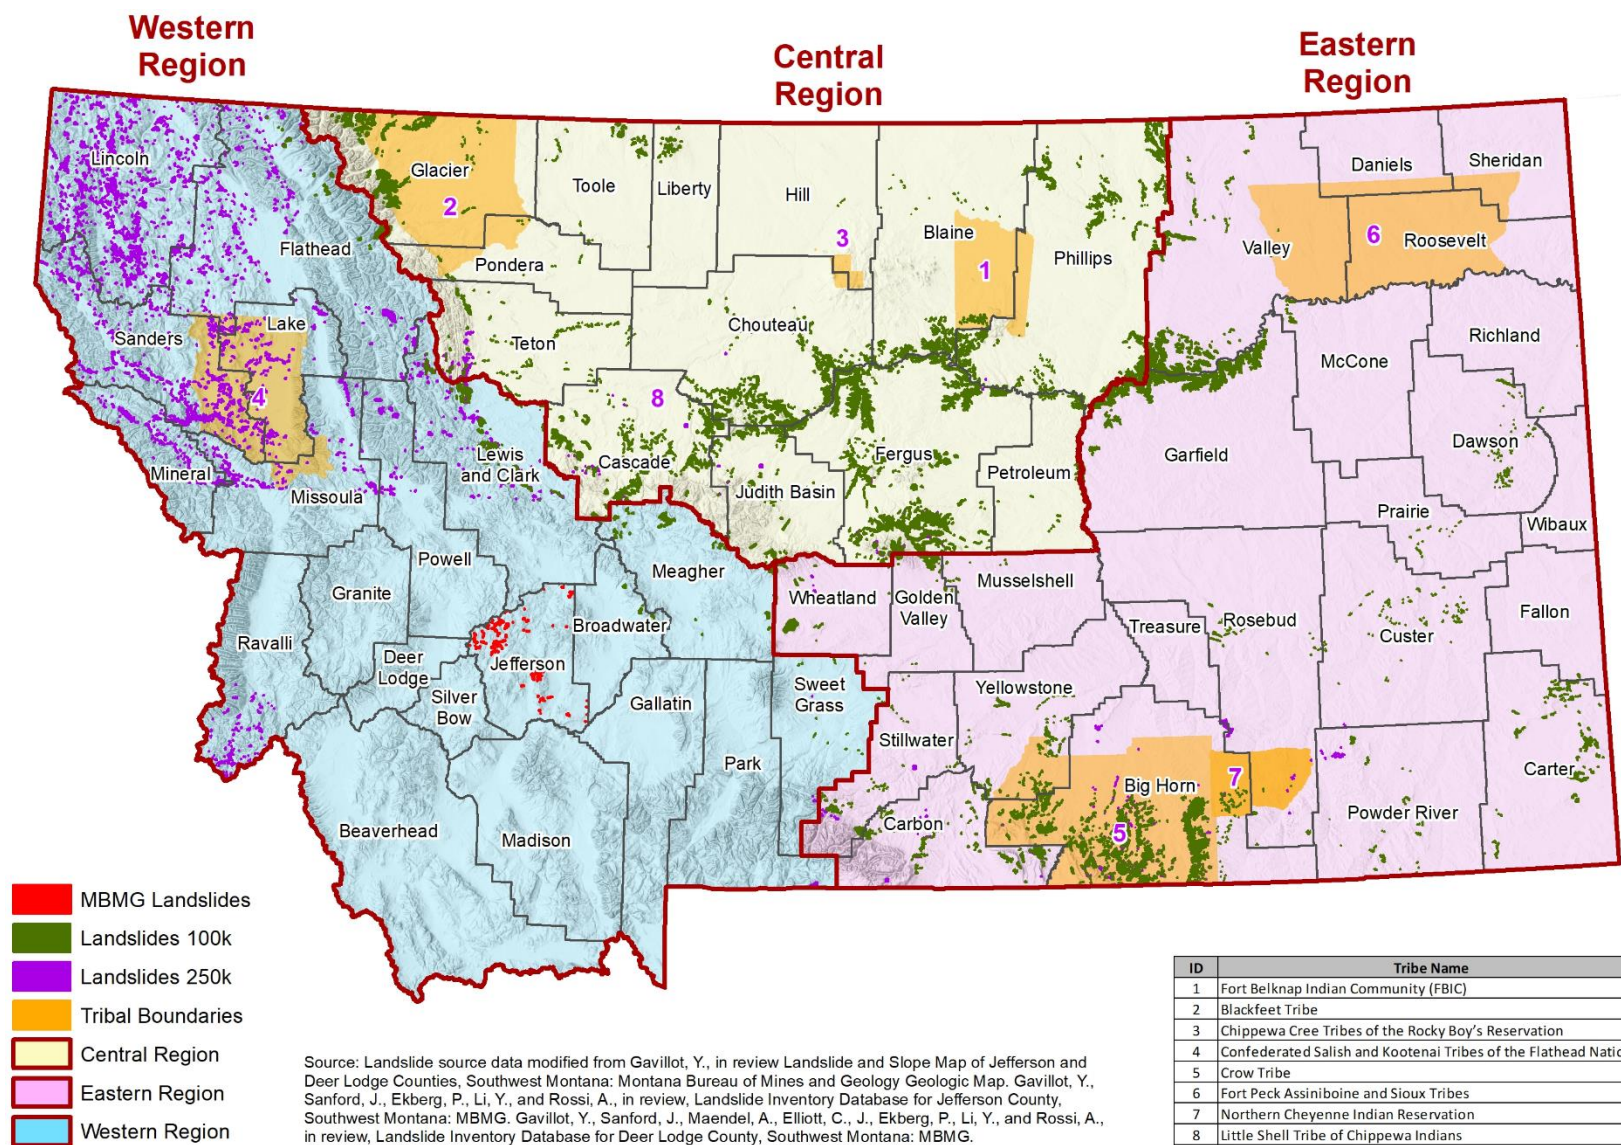 Western
Region
Central
Region
Eastern
Region
Lincoln
Glacier
2
Toole
Liberty
Hill
3
Blaine
1
Phillips
Daniels
Sheridan
Valley
6
Roosevelt
Flathead
Pondera
Lake
Sanders
4
Teton
Chouteau
8
McCone
Richland
Mineral
Missoula
Lewis
and Clark
Cascade
Judith Basin
Fergus
Petroleum
Garfield
Dawson
Prairie
Wibaux
Powell
Granite
Ravalli
Deer
Lodge
Silver
Bow
Jefferson
Broadwater
Meagher
Wheatland
Golden
Valley
Musselshell
Treasure
Rosebud
Custer
Fallon
Gallatin
Sweet
Grass
Yellowstone
Stillwater
Park
Beaverhead
Madison
Carbon
Big Horn
5
7
Powder River
Carter
MBMG Landslides
Landslides 100k
Landslides 250k
Tribal Boundaries
Central Region
Eastern Region
Western Region
Source: Landslide source data modified from Gavillot, Y., in review Landslide and Slope Map of Jefferson and
Deer Lodge Counties, Southwest Montana: Montana Bureau of Mines and Geology Geologic Map. Gavillot, Y.,
Sanford, J., Ekberg, P., Li, Y., and Rossi, A., in review, Landslide Inventory Database for Jefferson County,
Southwest Montana: MBMG. Gavillot, Y., Sanford, J., Maendel, A., Elliott, C., J., Ekberg, P., Li, Y., and Rossi, A.,
in review, Landslide Inventory Database for Deer Lodge County, Southwest Montana: MBMG.
ID Tribe Name
1 Fort Belknap Indian Community (FBIC)
2 Blackfeet Tribe
3 Chippewa Cree Tribes of the Rocky Boy's Reservation
4 Confederated Salish and Kootenai Tribes of the Flathead Natio
5 Crow Tribe
6 Fort Peck Assiniboine and Sioux Tribes
7 Northern Cheyenne Indian Reservation
8 Little Shell Tribe of Chippewa Indians